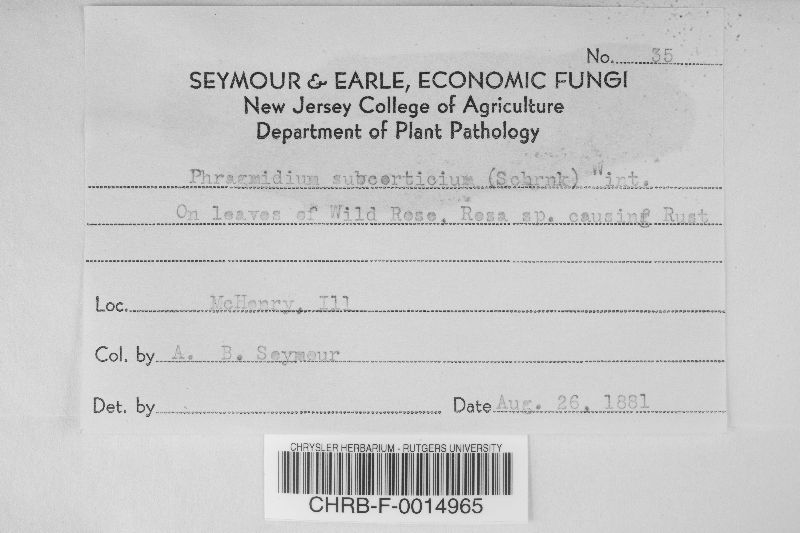 No. 35
SEYMOUR & EARLE, ECONOMIC FUNGI
New Jersey College of Agriculture
Department of Plant Pathology
Phragmidium subcorticium (Schrnk) Wint.
On leaves of Wild Rose, Rosa sp. causing Rust
Loc. McHenry, Ill
Col. by A. B. Seymour
Det. by Date Aug. 26, 1881
CHRYSLER HERBARIUM - RUTGERS UNIVERSITY
CHRB-F-0014965